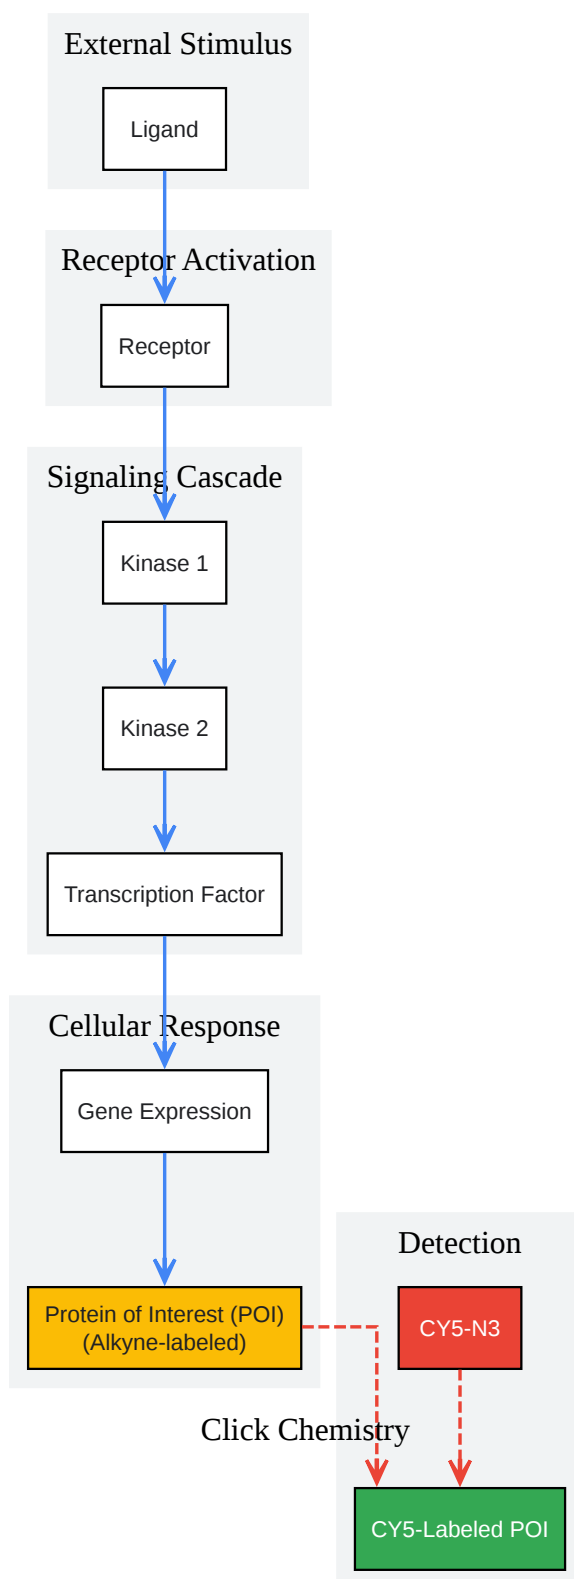 External Stimulus
Ligand
Receptor Activation
Receptor
Signaling Cascade
Kinase 1
Kinase 2
Transcription Factor
Cellular Response
Gene Expression
Detection
Protein of Interest (POI)
(Alkyne-labeled)
CY5-N3
Click Chemistry
CY5-Labeled POI